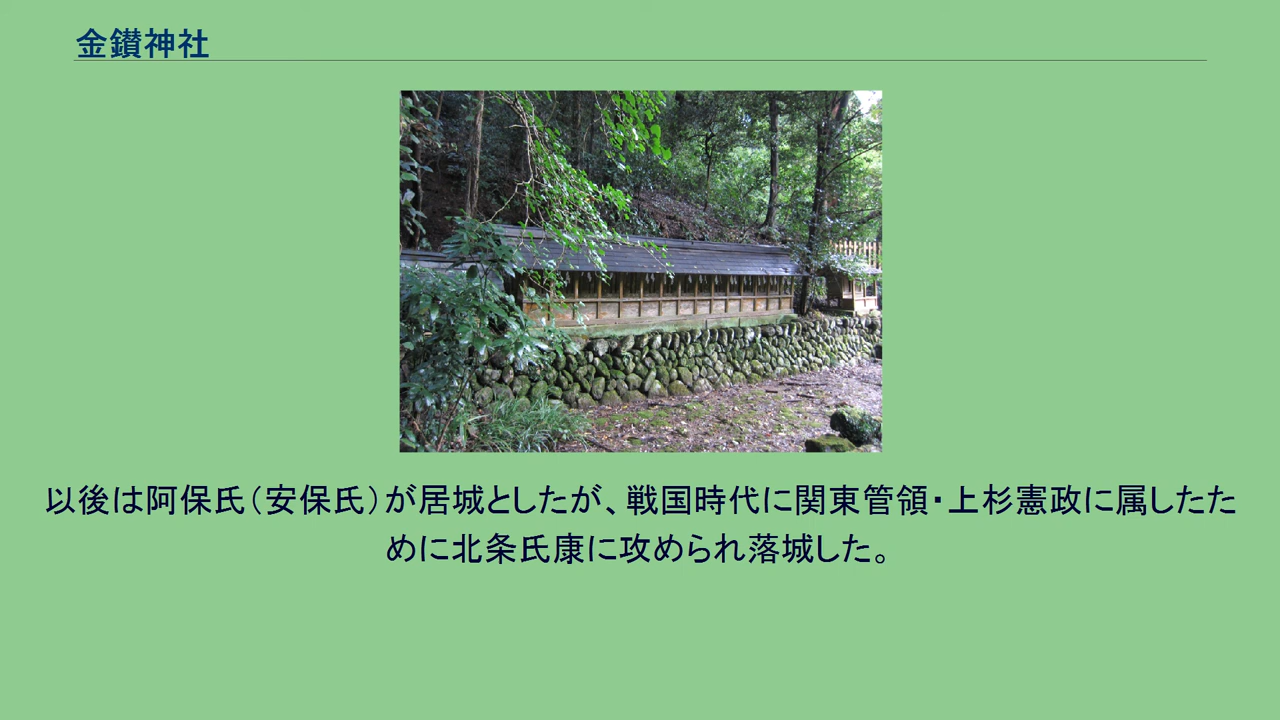 金鑚神社
以後は阿保氏（安保氏）が居城としたが、戦国時代に関東管領・上杉憲政に属したた
めに北条氏康に攻められ落城した。